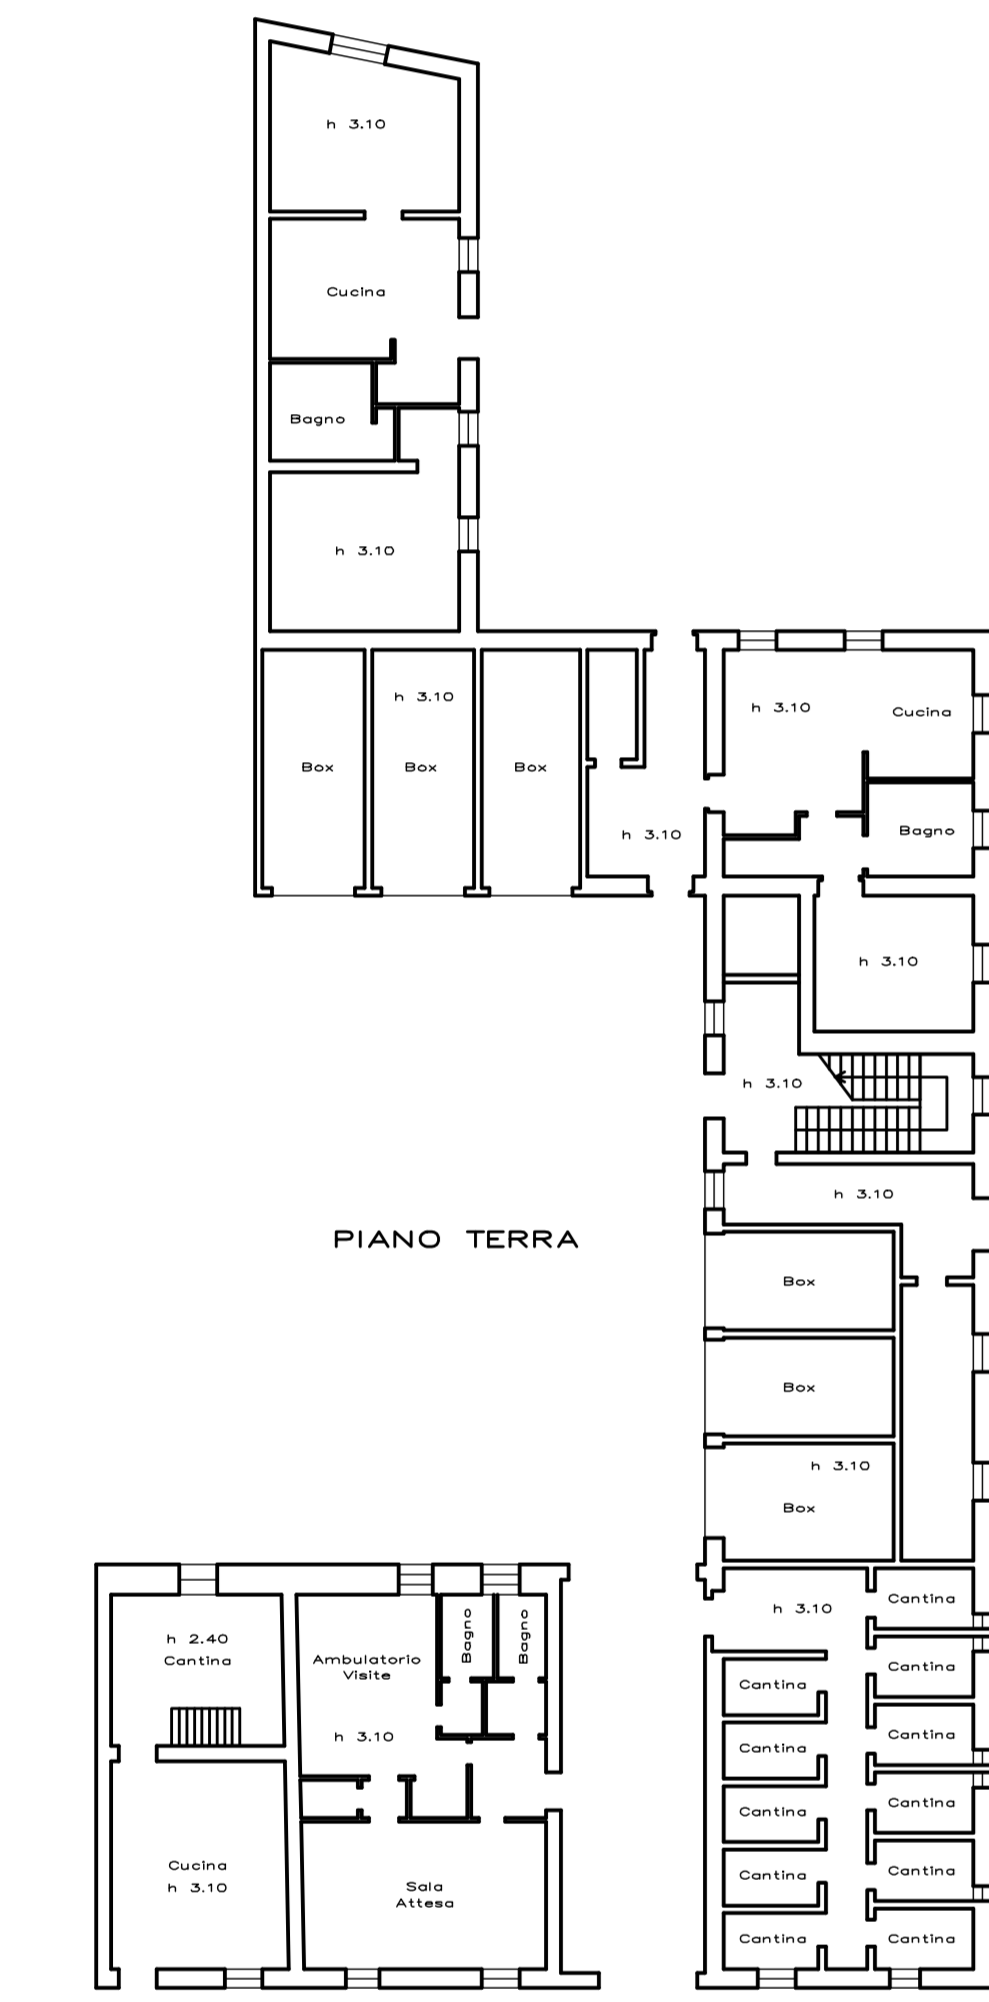 h 3.10
Cucina
Bagno
h 3.10
h 3.10
Box
Box
Box
h 3.10
h 3.10
Cucina
Bagno
h 3.10
h 3.10
h 3.10
PIANO TERRA
Box
Box
h 3.10
Box
h 2.40
Cantina
Ambulatorio
Visite
h 3.10
Bagno
Bagno
Cucina
h 3.10
Sala
Attesa
h 3.10
Cantina
Cantina
Cantina
Cantina
Cantina
Cantina
Cantina
Cantina
Cantina
Cantina
Cantina